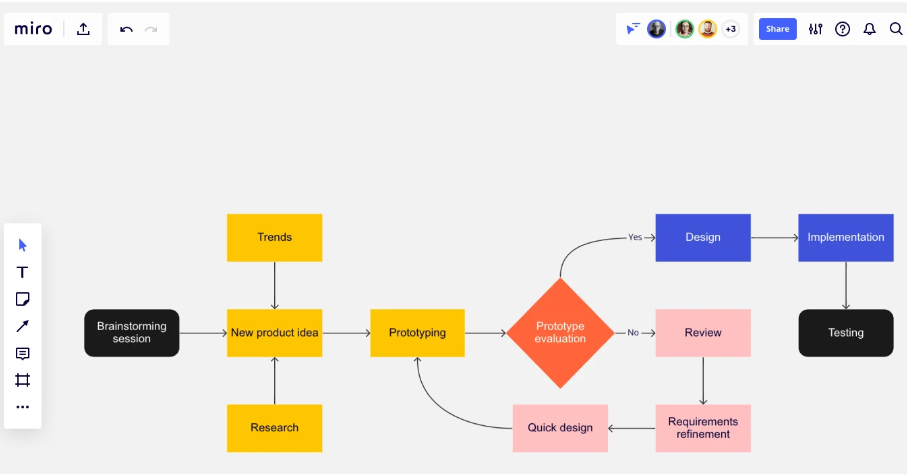 miro
+3
Share
Trends
Yes
Design
Implementation
Brainstorming
session
New product idea
Prototyping
Prototype
evaluation
No
Review
Testing
Research
Quick design
Requirements
refinement